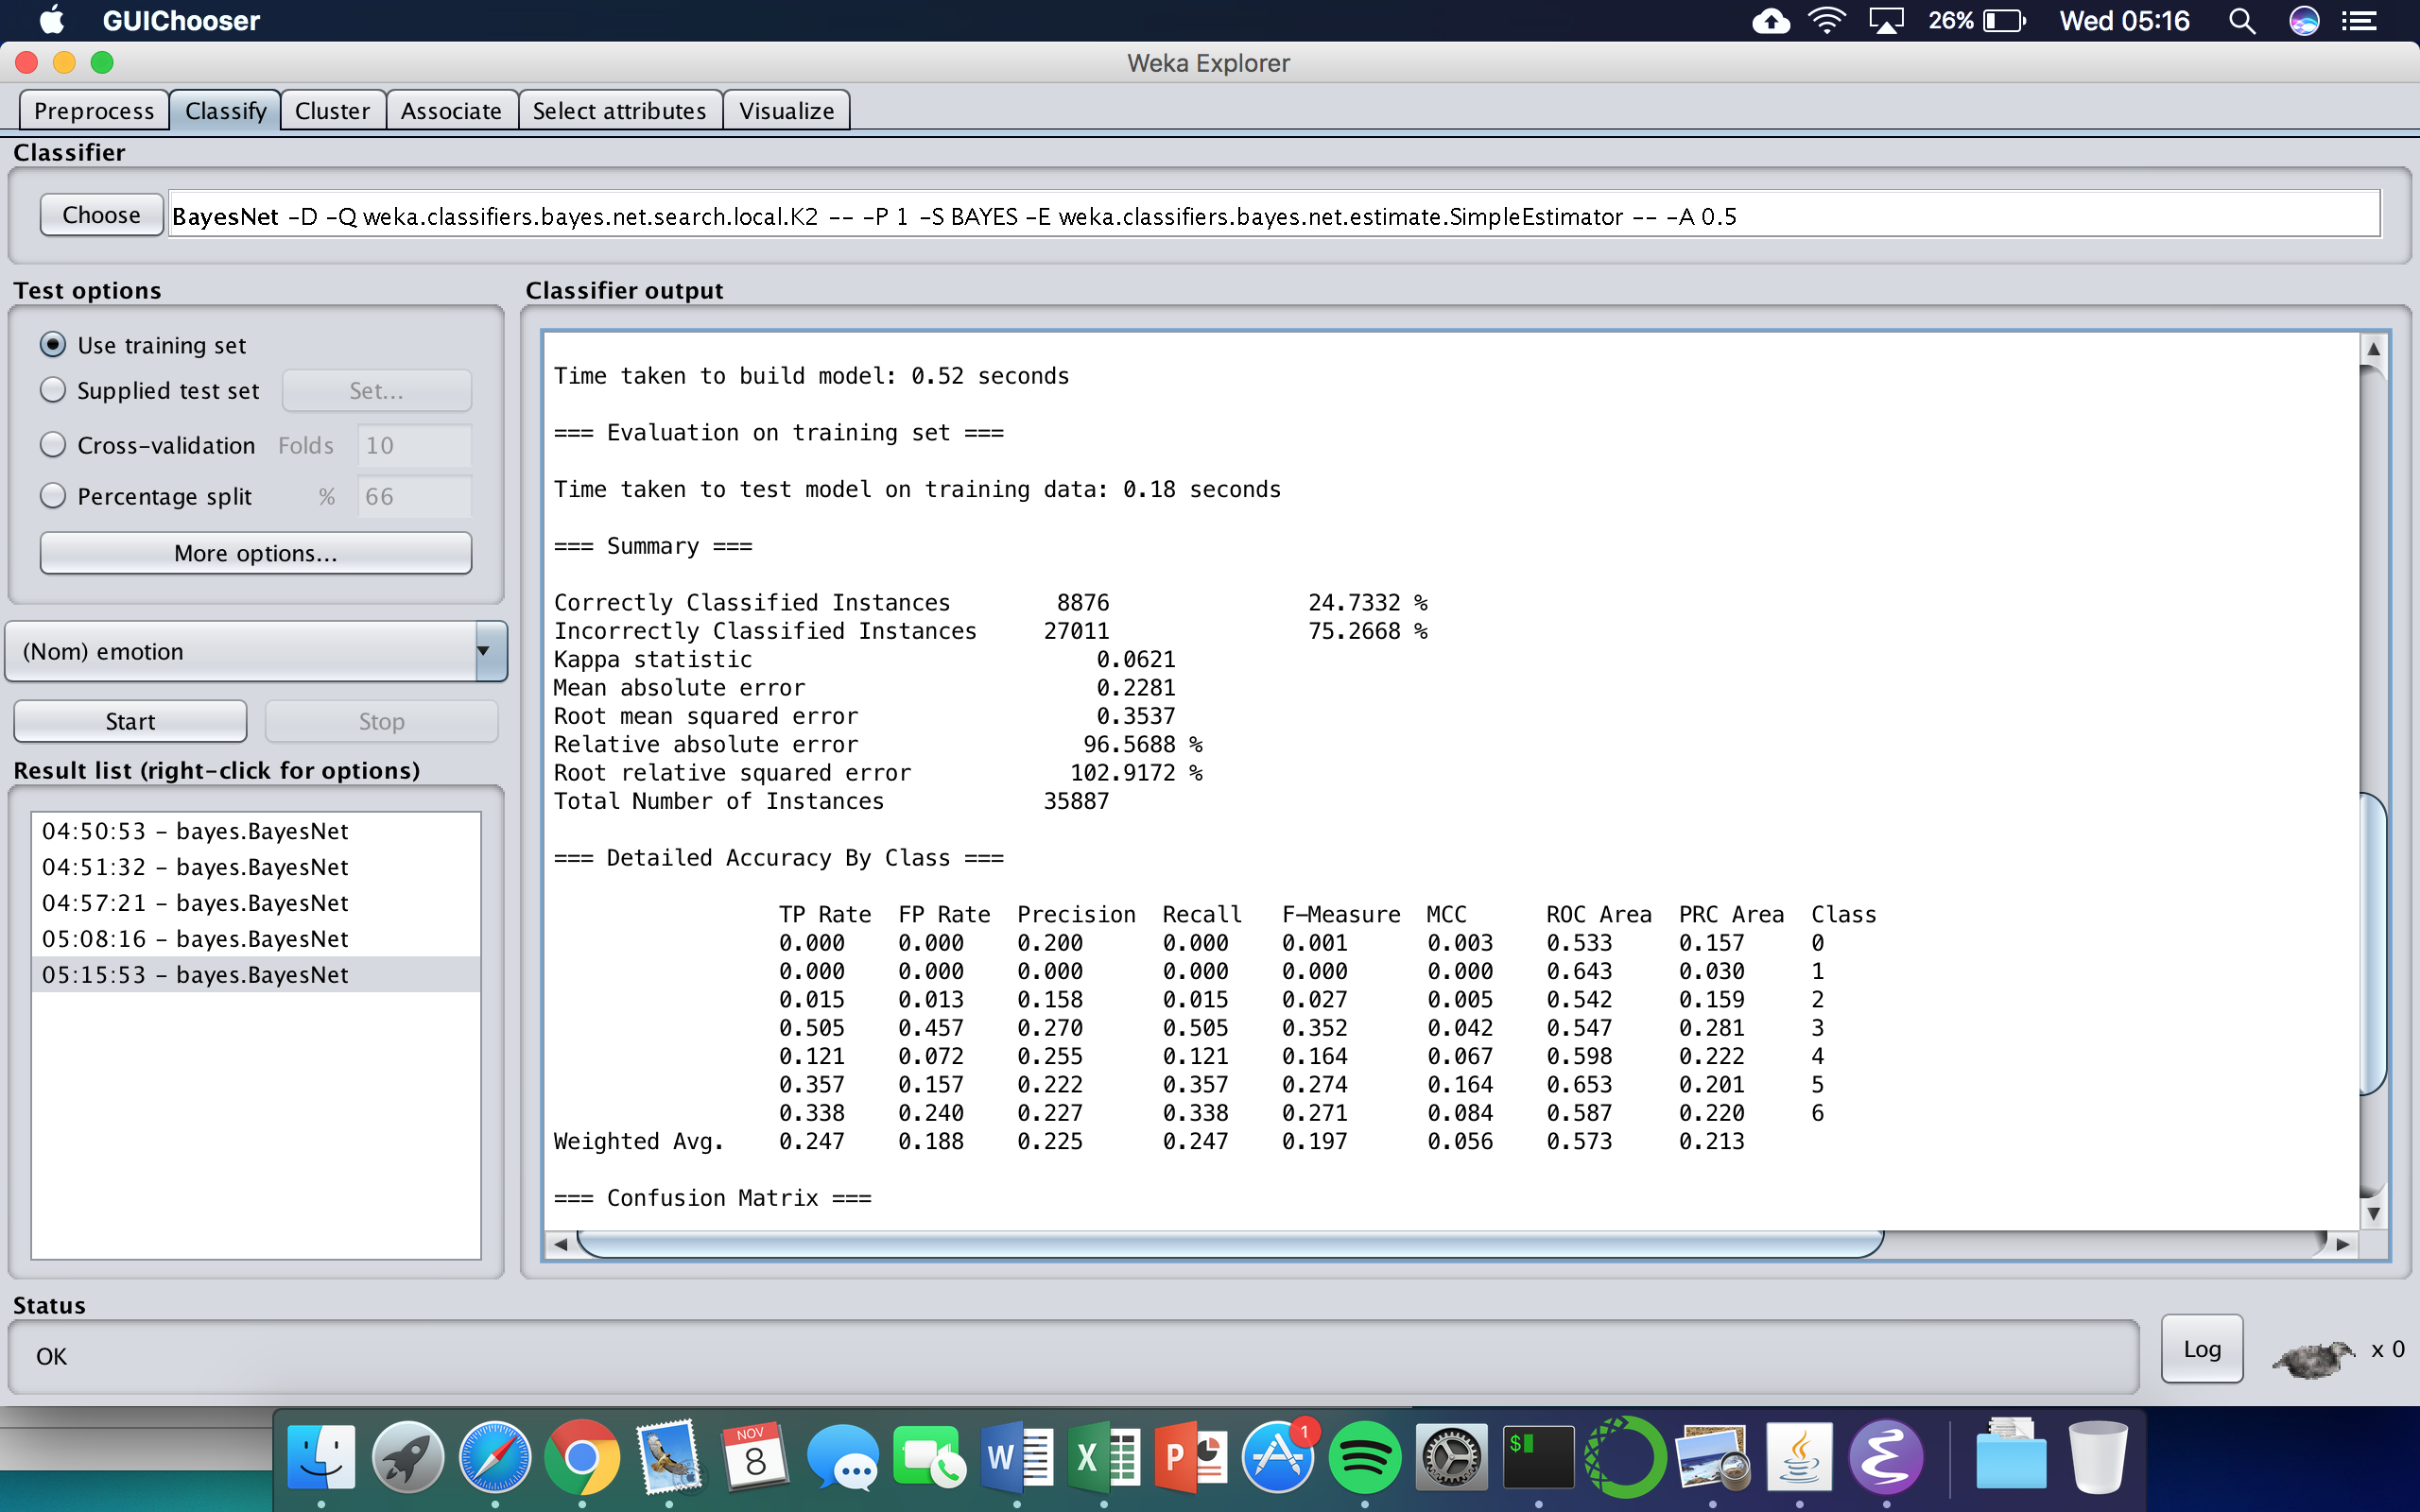 GUIChooser 26% Wed 05:16
Weka Explorer
Preprocess Classify Cluster Associate Select attributes Visualize
Classifier
Choose BayesNet -D -Q weka.classifiers.bayes.net.search.local.K2 -- -P 1 -S BAYES -E weka.classifiers.bayes.net.estimate.SimpleEstimator -- -A 0.5
Test options
Use training set
Supplied test set Set...
Cross-validation Folds 10
Percentage split % 66
More options...
(Nom) emotion
Start Stop
Result list (right-click for options)
04:50:53 - bayes.BayesNet
04:51:32 - bayes.BayesNet
04:57:21 - bayes.BayesNet
05:08:16 - bayes.BayesNet
05:15:53 - bayes.BayesNet
Classifier output
Time taken to build model: 0.52 seconds
=== Evaluation on training set ===
Time taken to test model on training data: 0.18 seconds
=== Summary ===
Correctly Classified Instances 8876 24.7332 %
Incorrectly Classified Instances 27011 75.2668 %
Kappa statistic 0.0621
Mean absolute error 0.2281
Root mean squared error 0.3537
Relative absolute error 96.5688 %
Root relative squared error 102.9172 %
Total Number of Instances 35887
=== Detailed Accuracy By Class ===
TP Rate FP Rate Precision Recall F-Measure MCC ROC Area PRC Area Class
0.000 0.000 0.200 0.000 0.001 0.003 0.533 0.157 0
0.000 0.000 0.000 0.000 0.000 0.000 0.643 0.030 1
0.015 0.013 0.158 0.015 0.027 0.005 0.542 0.159 2
0.505 0.457 0.270 0.505 0.352 0.042 0.547 0.281 3
0.121 0.072 0.255 0.121 0.164 0.067 0.598 0.222 4
0.357 0.157 0.222 0.357 0.274 0.164 0.653 0.201 5
0.338 0.240 0.227 0.338 0.271 0.084 0.587 0.220 6
Weighted Avg. 0.247 0.188 0.225 0.247 0.197 0.056 0.573 0.213
=== Confusion Matrix ===
Status
OK
Log x 0
NOV
8
W
X
P
1
$